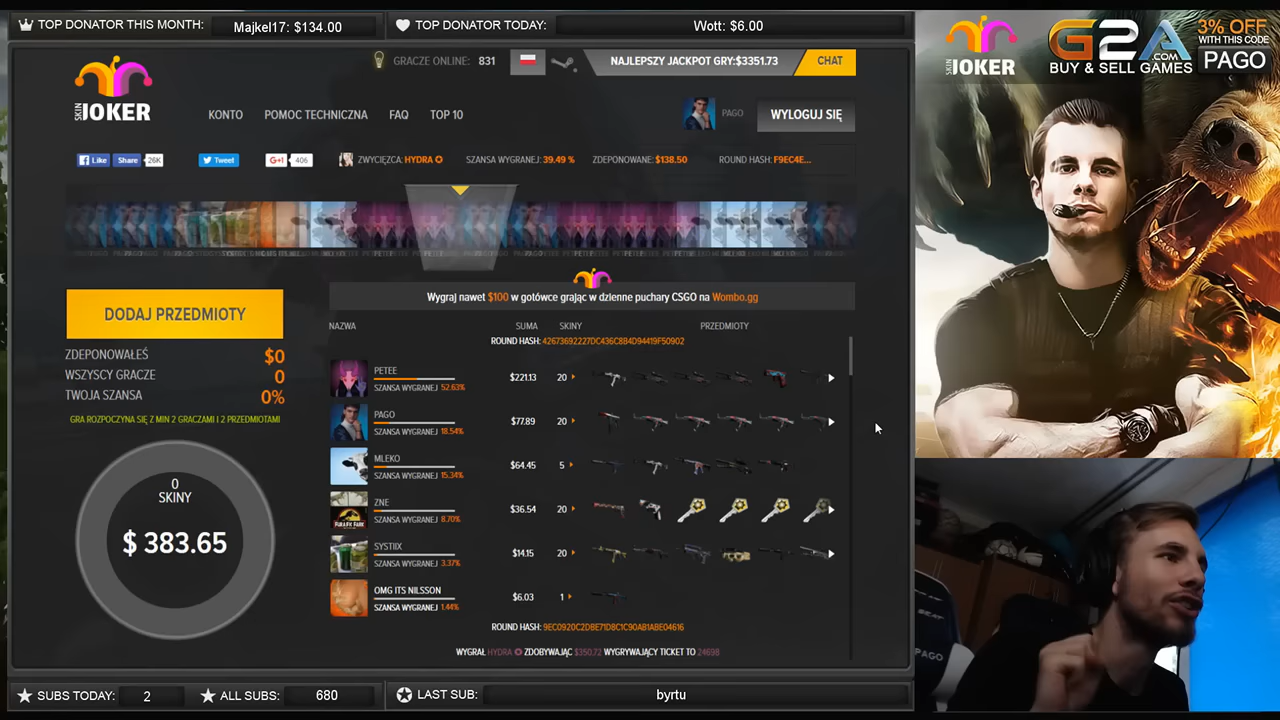 TOP DONATOR THIS MONTH: Majkel17: $134.00
TOP DONATOR TODAY: Wott: $6.00
SKIN JOKER
GRACZE ONLINE: 831
NAJLEPSZY JACKPOT GRY:$3351.73
CHAT
KONTO POMOC TECHNICZNA FAQ TOP 10
PAGO
WYLOGUJ SIĘ
Like Share 26K
Tweet
G+1 406
ZWYCIĘZCA: HYDRA
SZANSA WYGRANEJ: 39.49 %
ZDEPONOWANE: $138.50
ROUND HASH: F9EC4E...
Wygraj nawet $100 w gotówce grając w dzienne puchary CSGO na Wombo.gg
DODAJ PRZEDMIOTY
ZDEPONOWAŁEŚ $0
WSZYSCY GRACZE 0
TWOJA SZANSA 0%
GRA ROZPOCZYNA SIĘ Z MIN 2 GRACZAMI I 2 PRZEDMIOTAMI
0
SKINY
$ 383.65
NAZWA SUMA SKINY PRZEDMIOTY
ROUND HASH: 42673692227DC436C8B4D94419F50902
PETEE
SZANSA WYGRANEJ 52.63%
$221.13 20
PAGO
SZANSA WYGRANEJ 18.54%
$77.89 20
MLEKO
SZANSA WYGRANEJ 15.34%
$64.45 5
ZNE
SZANSA WYGRANEJ 8.70%
$36.54 20
SYSTIIX
SZANSA WYGRANEJ 3.37%
$14.15 20
OMG ITS NILSSON
SZANSA WYGRANEJ 1.44%
$6.03 1
ROUND HASH: 9EC0920C2DBE71D8C1C90AB1ABE04616
WYGRAŁ HYDRA ZDOBYWAJĄC $350.72 WYGRYWAJĄCY TICKET TO 24698
SKIN JOKER
G2A.COM
BUY & SELL GAMES
3% OFF
WITH THIS CODE
PAGO
PAGO
SUBS TODAY: 2
ALL SUBS: 680
LAST SUB: byrtu